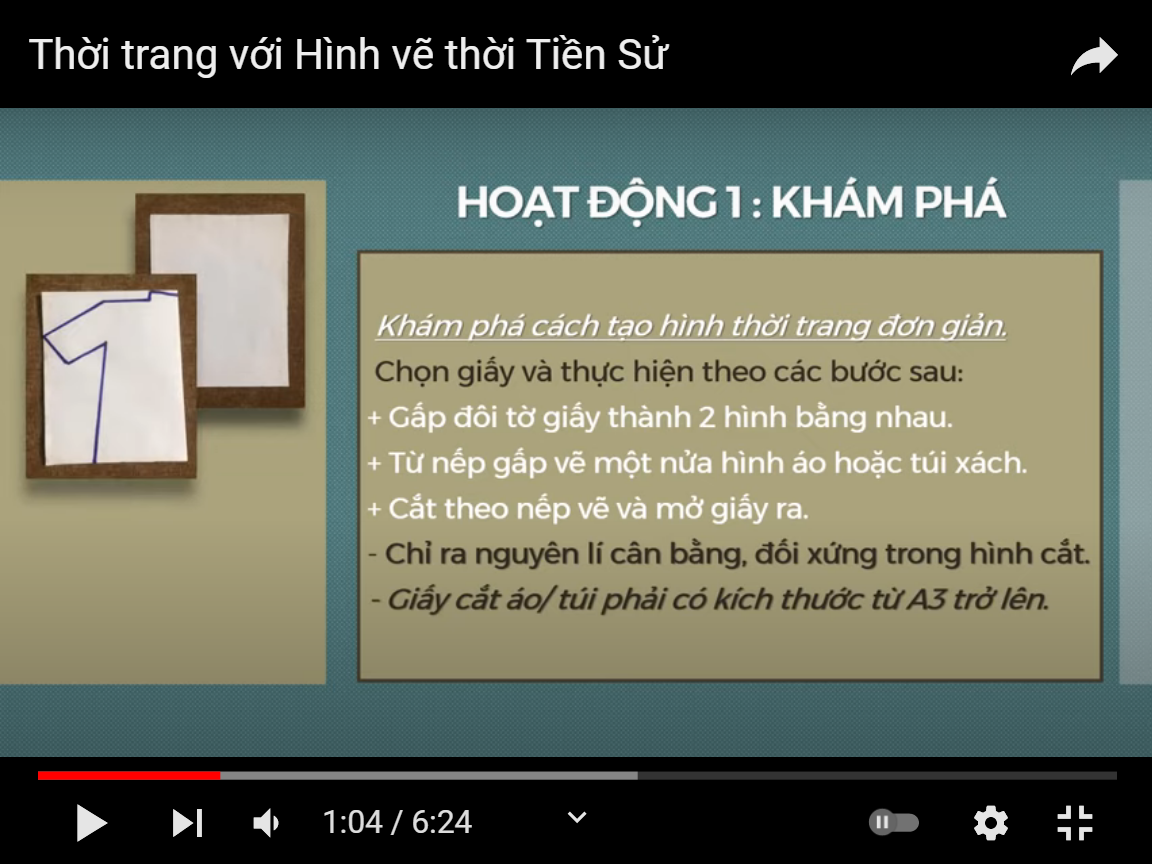 Thời trang với Hình vẽ thời Tiền Sử
HOẠT ĐỘNG 1 : KHÁM PHÁ
Khám phá cách tạo hình thời trang đơn giản.
Chọn giấy và thực hiện theo các bước sau:
+ Gấp đôi tờ giấy thành 2 hình bằng nhau.
+ Từ nếp gấp vẽ một nửa hình áo hoặc túi xách.
+ Cắt theo nếp vẽ và mở giấy ra.
- Chỉ ra nguyên lí cân bằng, đối xứng trong hình cắt.
- Giấy cắt áo/ túi phải có kích thước từ A3 trở lên.
1:04 / 6:24